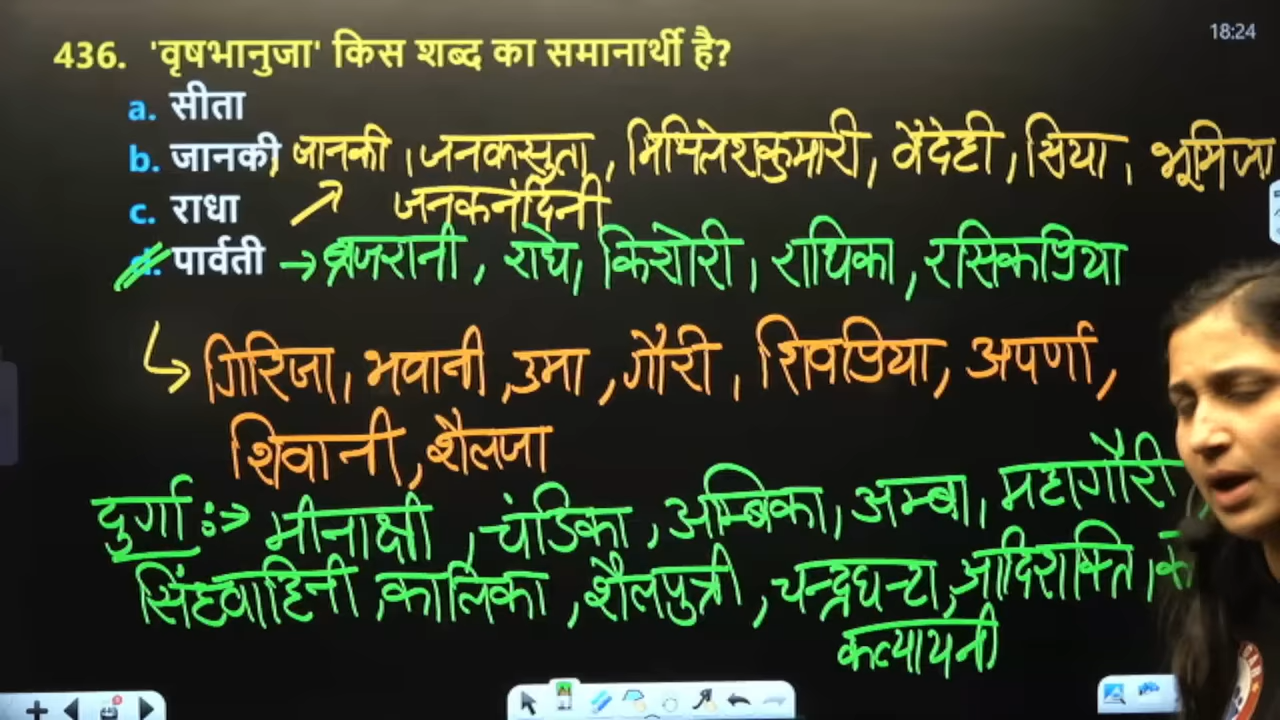 18:24
436. 'वृषभानुजा' किस शब्द का समानार्थी है?
a. सीता
b. जानकी, जानकी, जनकसुता, मिथिलेशकुमारी, वैदेही, सिया, भूमिजा
जनकनंदिनी
c. राधा
d. पार्वती → ब्रजरानी, राधे, किशोरी, राधिका, रसिकप्रिया
गिरिजा, भवानी, उमा, गौरी, शिवप्रिया, अपर्णा,
शिवानी, शैलजा
दुर्गा :→ मीनाक्षी, चंडिका, अम्बिका, अम्बा, महागौरी,
सिंहवाहिनी, कालिका, शैलपुत्री, चन्द्रघन्टा, आदिशक्ति,
कत्यायनी